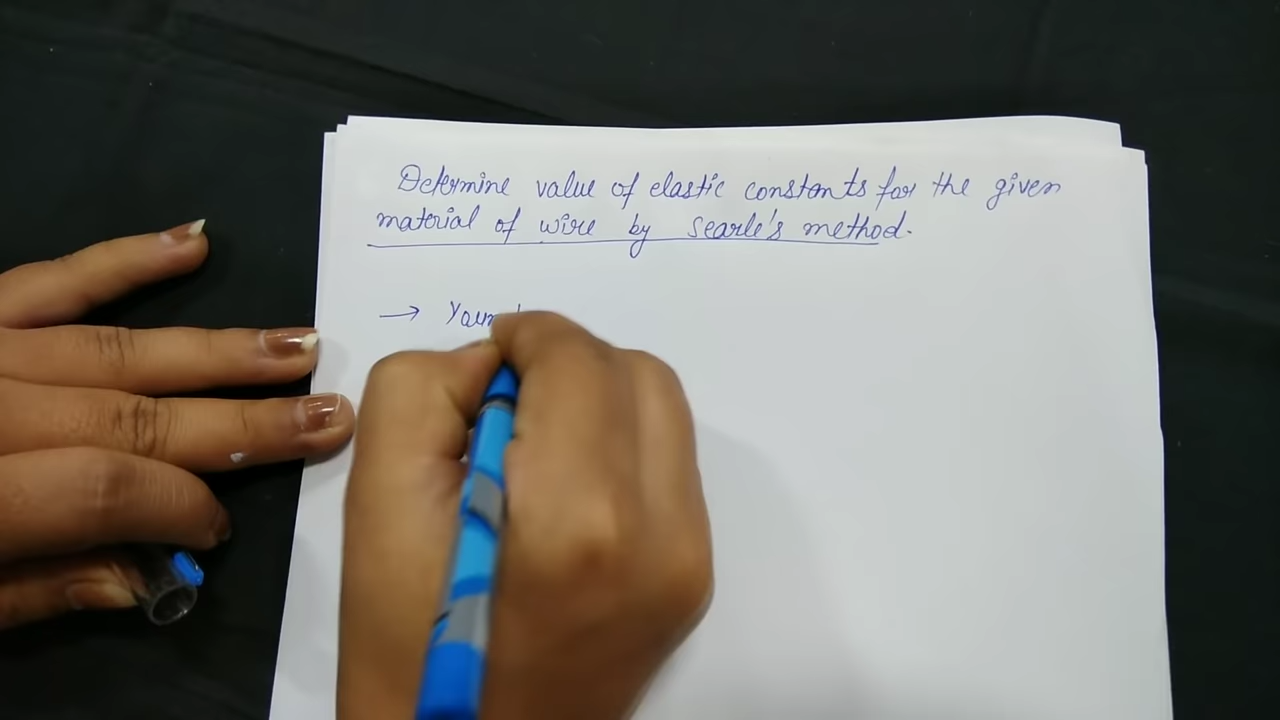 Determine value of elastic constants for the given
material of wire by Searle's method.
→